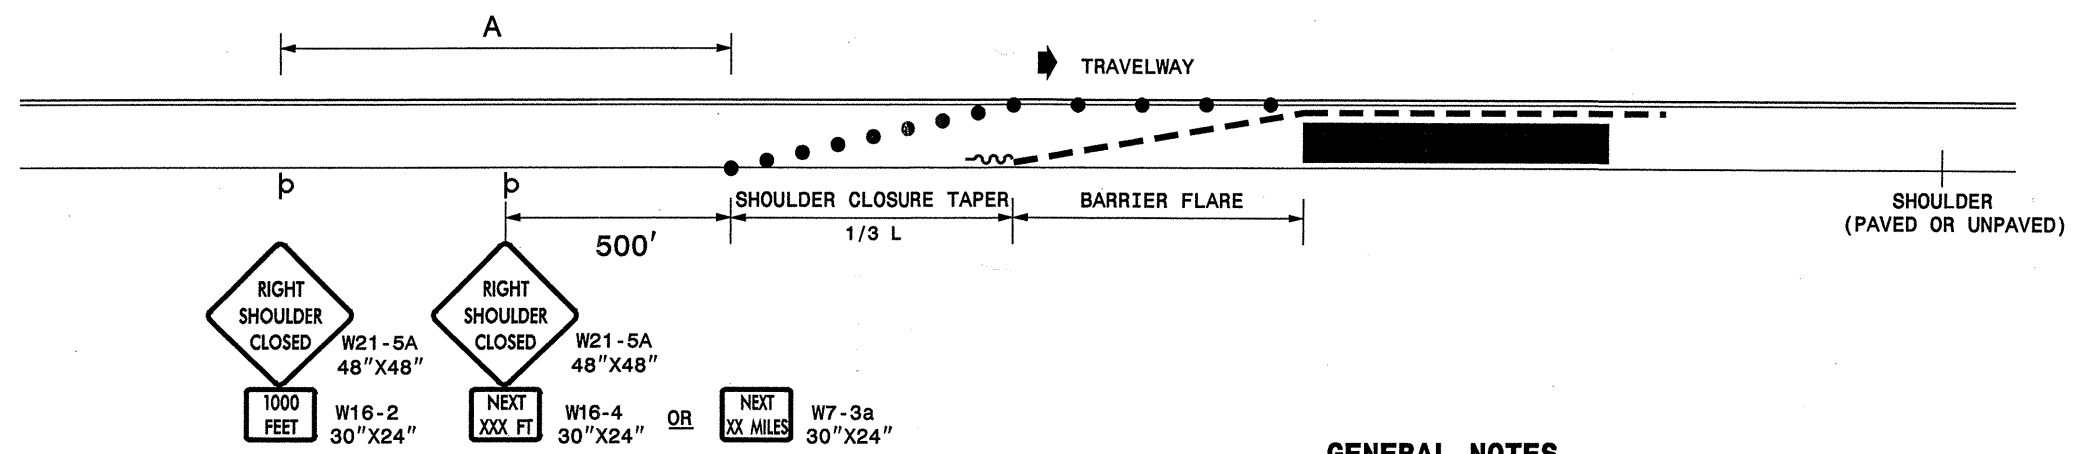 A
TRAVELWAY
SHOULDER CLOSURE TAPER
1/3 L
BARRIER FLARE
500'
SHOULDER
(PAVED OR UNPAVED)
RIGHT
SHOULDER
CLOSED
W21-5A
48"X48"
1000
FEET
W16-2
30"X24"
RIGHT
SHOULDER
CLOSED
W21-5A
48"X48"
NEXT
XXX FT
W16-4
30"X24"
OR
NEXT
XX MILES
W7-3a
30"X24"
GENERAL NOTES